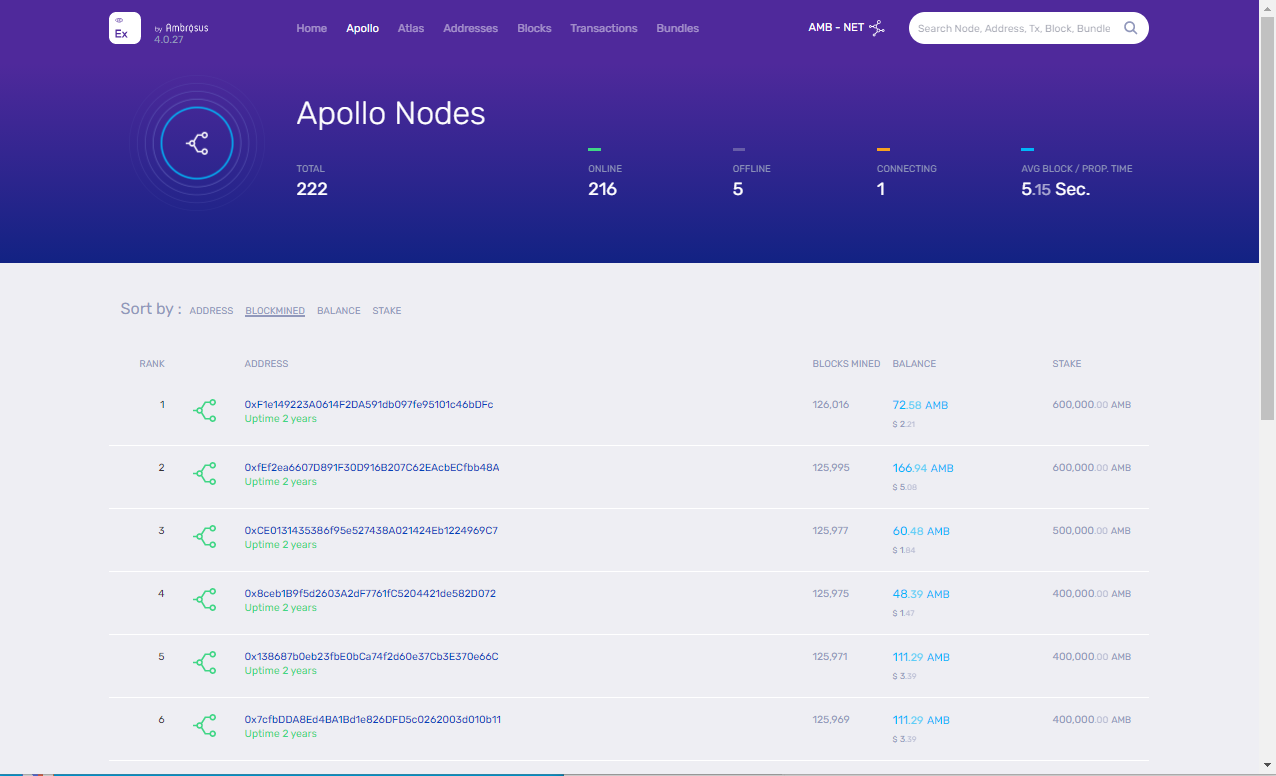 Ex by Ambrosus
4.0.27
Home Apollo Atlas Addresses Blocks Transactions Bundles
AMB - NET
Search Node, Address, Tx, Block, Bundle
Apollo Nodes
TOTAL ONLINE OFFLINE CONNECTING AVG BLOCK / PROP. TIME
222 216 5 1 5.15 Sec.
Sort by : ADDRESS BLOCKMINED BALANCE STAKE
RANK ADDRESS BLOCKS MINED BALANCE STAKE
1 0xF1e149223A0614F2DA591db097fe95101c46bDFc 126,016 72.58 AMB 600,000.00 AMB
Uptime 2 years $ 2.21
2 0xfEf2ea6607D891F30D916B207C62EAcbECfbb48A 125,995 166.94 AMB 600,000.00 AMB
Uptime 2 years $ 5.08
3 0xCE0131435386f95e527438A021424Eb1224969C7 125,977 60.48 AMB 500,000.00 AMB
Uptime 2 years $ 1.84
4 0x8ceb1B9f5d2603A2dF7761fC5204421de582D072 125,975 48.39 AMB 400,000.00 AMB
Uptime 2 years $ 1.47
5 0x138687b0eb23fbE0bCa74f2d60e37Cb3E370e66C 125,971 111.29 AMB 400,000.00 AMB
Uptime 2 years $ 3.39
6 0x7cfbDDA8Ed4BA1Bd1e826DFD5c0262003d010b11 125,969 111.29 AMB 400,000.00 AMB
Uptime 2 years $ 3.39